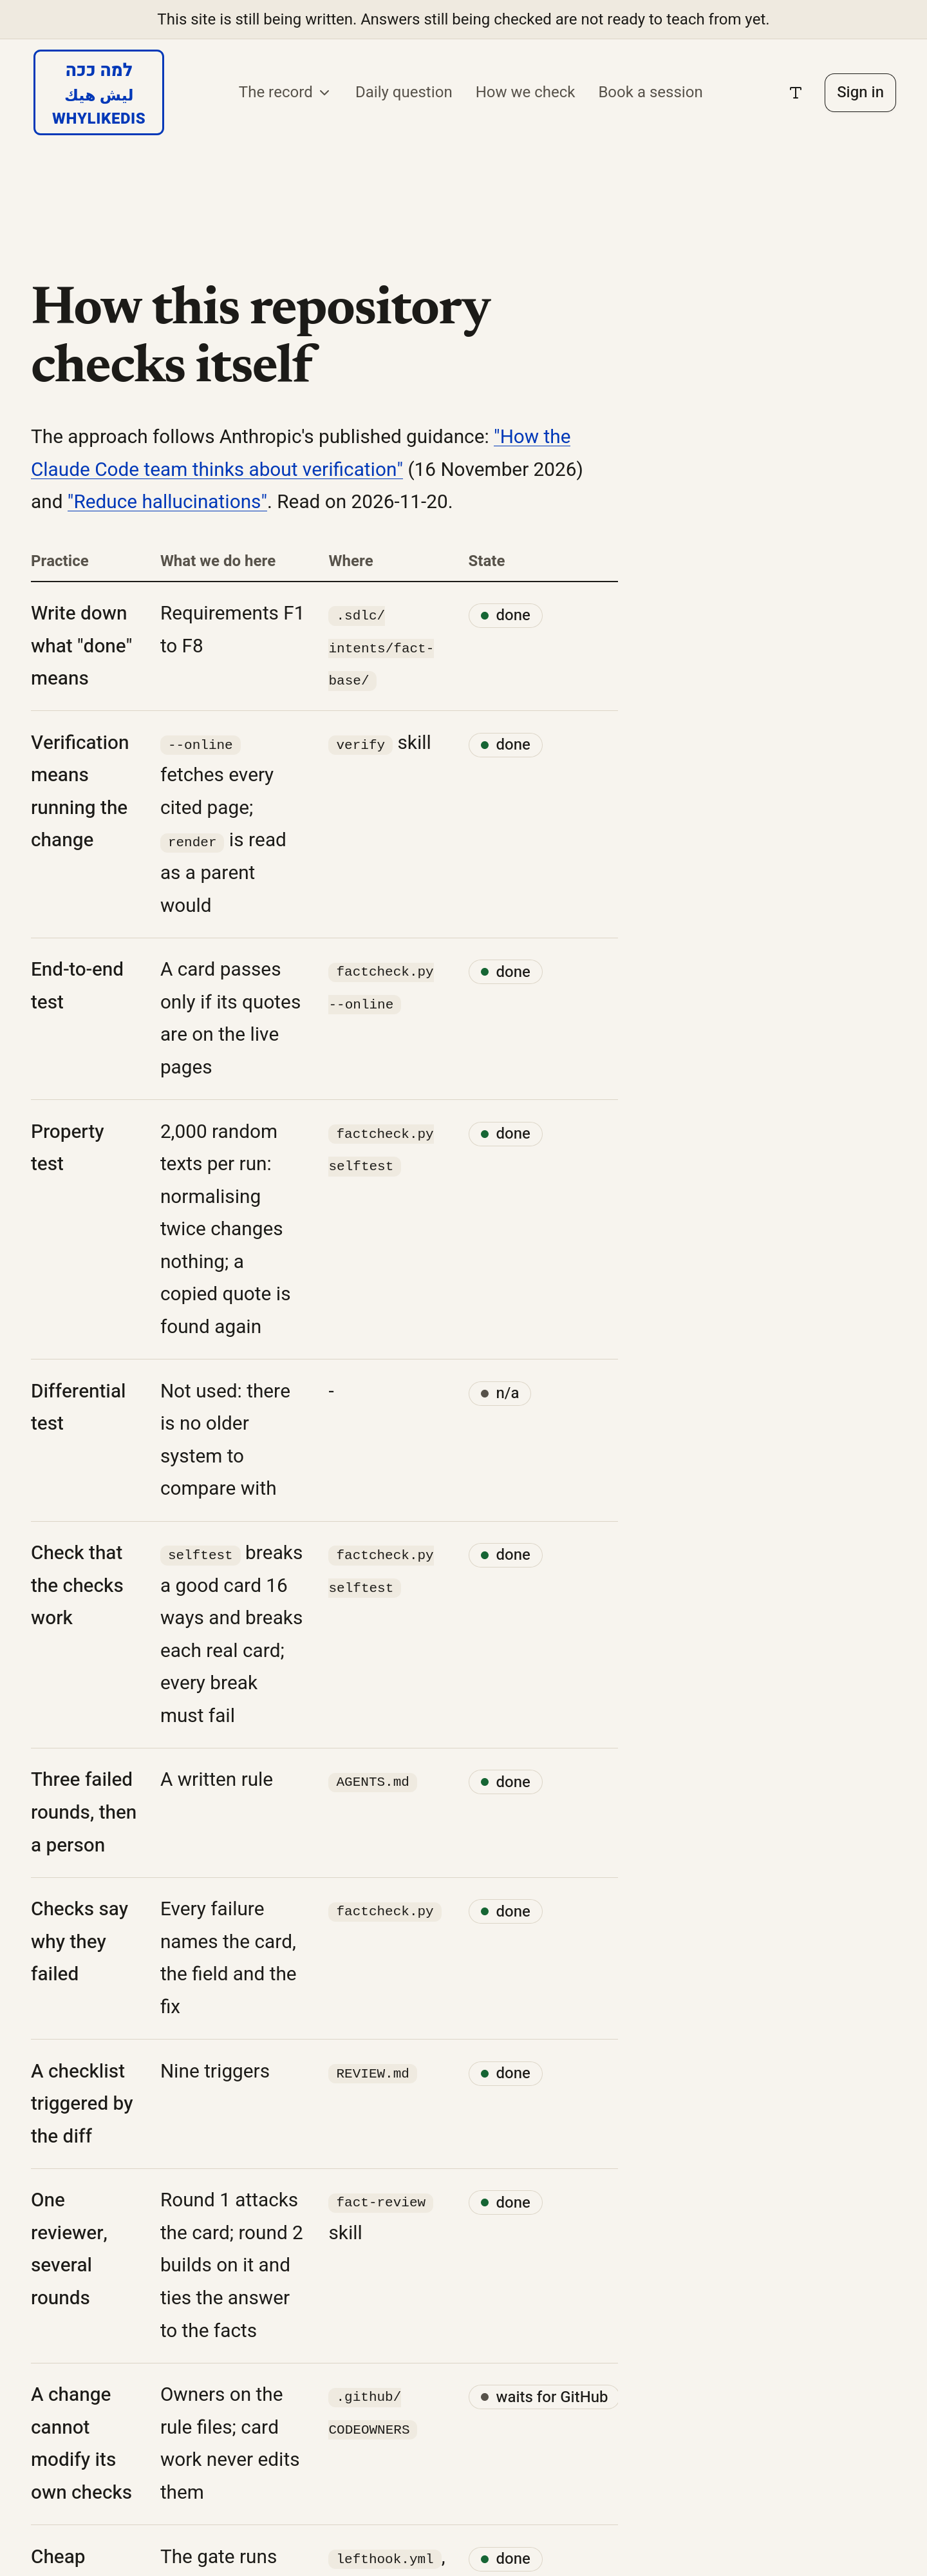 This site is still being written. Answers still being checked are not ready to teach from yet.
למה ככה
ليش هيك
WHYLIKEDIS
The record
Daily question
How we check
Book a session
Sign in
How this repository
checks itself
The approach follows Anthropic's published guidance: "How the
Claude Code team thinks about verification" (16 November 2026)
and "Reduce hallucinations". Read on 2026-11-20.
Practice
What we do here
Where
State
Write down
what "done"
means
Requirements F1
to F8
.sdlc/
intents/fact-
base/
done
Verification
means
running the
change
--online
fetches every
cited page;
render is read
as a parent
would
verify skill
done
End-to-end
test
A card passes
only if its quotes
are on the live
pages
factcheck.py
--online
done
Property
test
2,000 random
texts per run:
normalising
twice changes
nothing; a
copied quote is
found again
factcheck.py
selftest
done
Differential
test
Not used: there
is no older
system to
compare with
-
n/a
Check that
the checks
work
selftest breaks
a good card 16
ways and breaks
each real card;
every break
must fail
factcheck.py
selftest
done
Three failed
rounds, then
a person
A written rule
AGENTS.md
done
Checks say
why they
failed
Every failure
names the card,
the field and the
fix
factcheck.py
done
A checklist
triggered by
the diff
Nine triggers
REVIEW.md
done
One
reviewer,
several
rounds
Round 1 attacks
the card; round 2
builds on it and
ties the answer
to the facts
fact-review
skill
done
A change
cannot
modify its
own checks
Owners on the
rule files; card
work never edits
them
.github/
CODEOWNERS
waits for GitHub
Cheap
The gate runs
lefthook.yml,
done